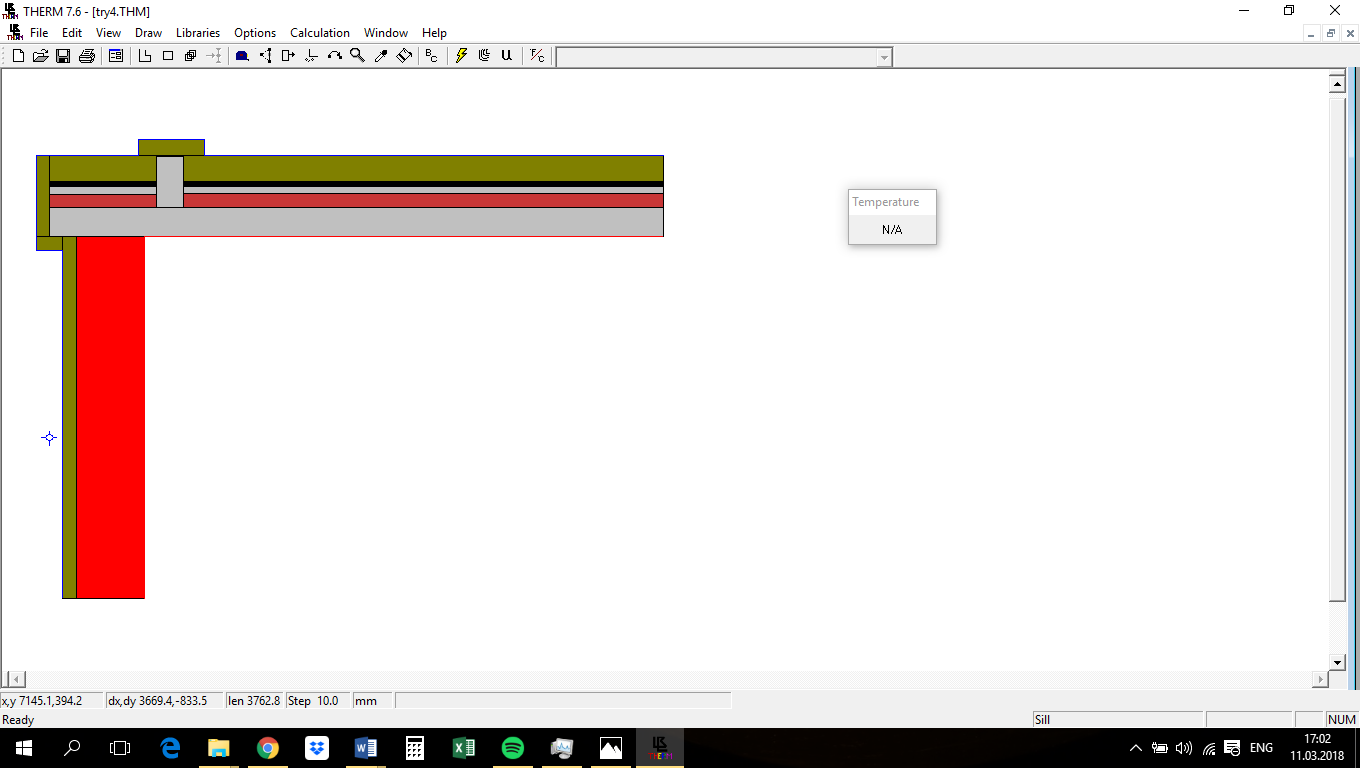 THERM 7.6 - [try4.THM]
File Edit View Draw Libraries Options Calculation Window Help
BC U T/C
Temperature
N/A
x,y 7145.1,394.2 dx,dy 3669.4,-833.5 len 3762.8 Step 10.0 mm
Ready Sill NUM
ENG 17:02
11.03.2018